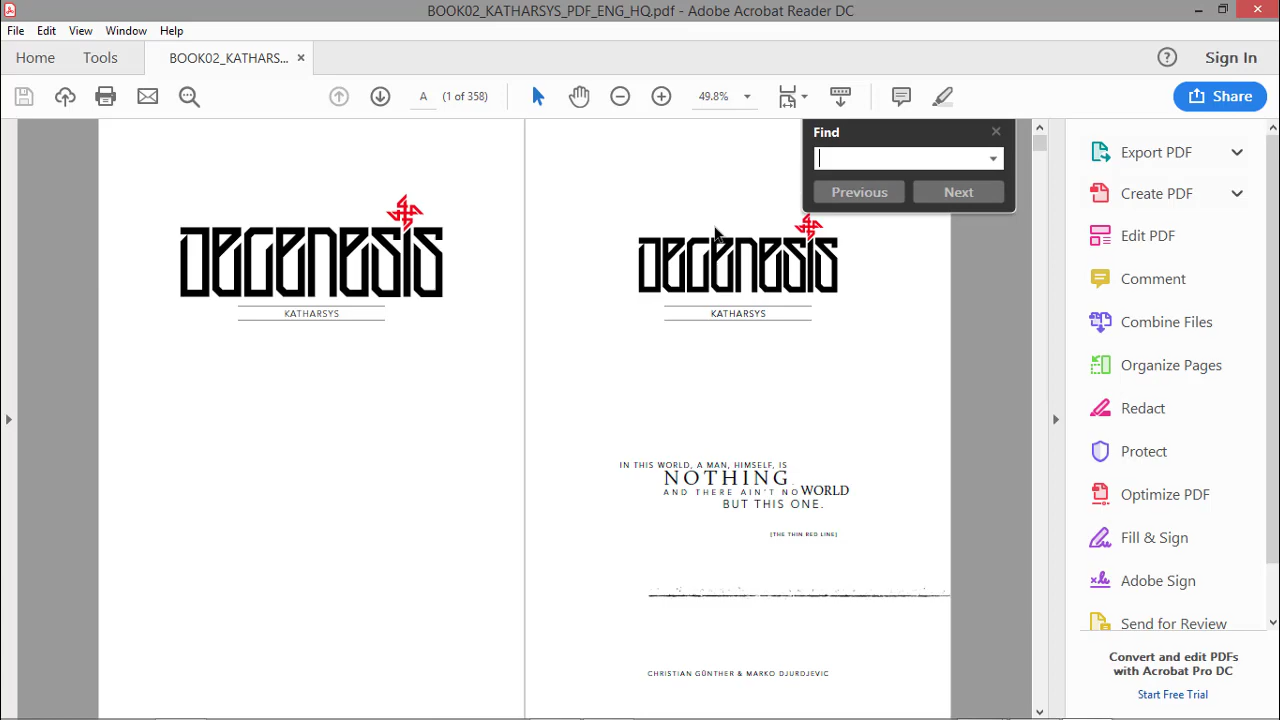 BOOK02_KATHARSYS_PDF_ENG_HQ.pdf - Adobe Acrobat Reader DC
File Edit View Window Help
Home Tools BOOK02_KATHARS... × Sign In
A (1 of 358) 49.8% Share
Find
Previous Next
DEGENESIS
KATHARSYS
DEGENESIS
KATHARSYS
IN THIS WORLD, A MAN, HIMSELF, IS
NOTHING.
AND THERE AIN'T NO WORLD
BUT THIS ONE.
[THE THIN RED LINE]
CHRISTIAN GÜNTHER & MARKO DJURDJEVIC
Export PDF
Create PDF
Edit PDF
Comment
Combine Files
Organize Pages
Redact
Protect
Optimize PDF
Fill & Sign
Adobe Sign
Send for Review
Convert and edit PDFs
with Acrobat Pro DC
Start Free Trial